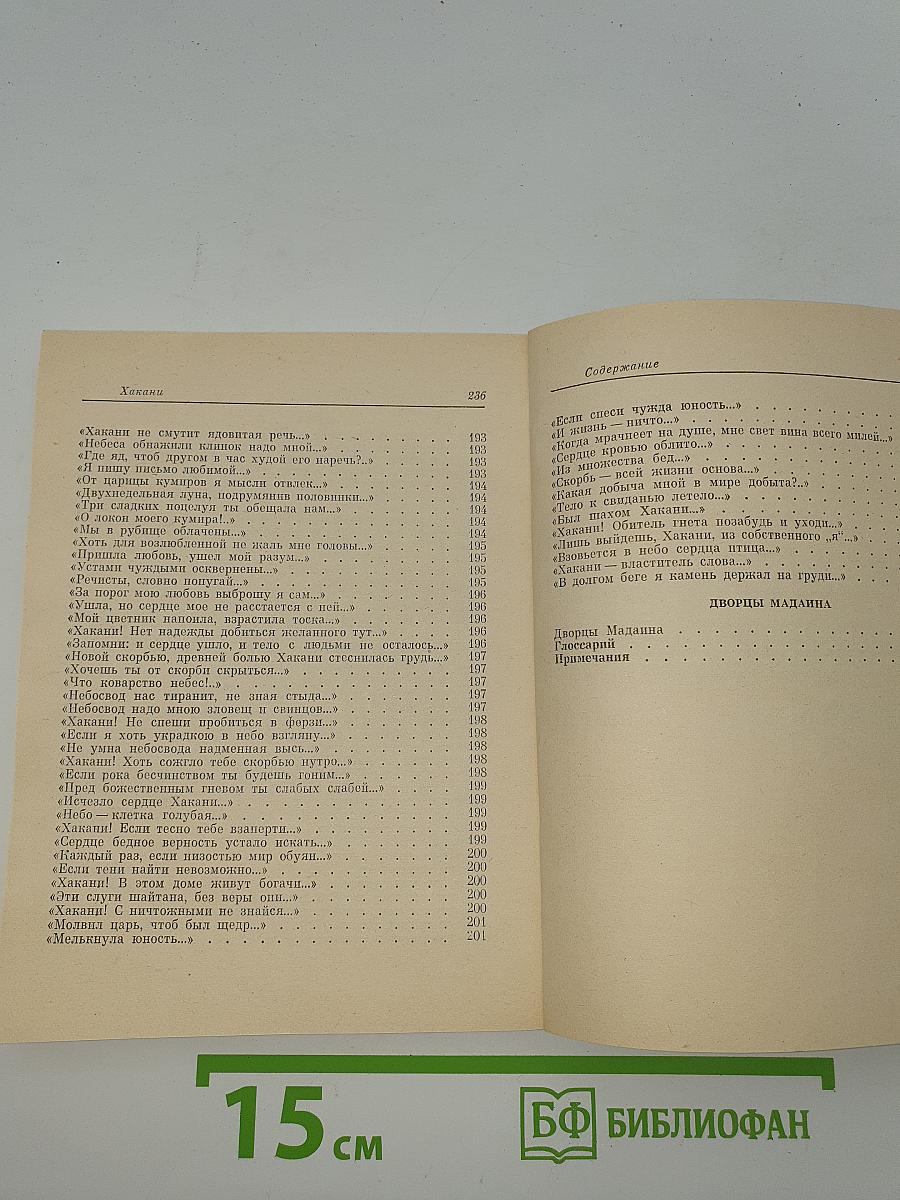 Хакани 236
«Хакани не смутит ядовитая речь...» . . . . . . . . 193
«Небеса обнажили клинок надо мной...» . . . . . . . 193
«Где яд, чтоб другом в час худой его наречь?..» . . . . . 193
«Я пишу письмо любимой...» . . . . . . . . . . . 193
«От царицы кумиров я мысли отвлек...» . . . . . . . 194
«Двухнедельная луна, подрумянив половинки...» . . . . . 194
«Три сладких поцелуя ты обещала нам...» . . . . . . . 194
«О локон моего кумира!..» . . . . . . . . . . . . 194
«Мы в рубище облачены...» . . . . . . . . . . . . 194
«Хоть для возлюбленной не жаль мне головы...» . . . . . 195
«Пришла любовь, ушел мой разум...» . . . . . . . . 195
«Устами чуждыми осквернены...» . . . . . . . . . . 195
«Речисты, словно попугай...» . . . . . . . . . . . 195
«За порог мою любовь выброшу я сам...» . . . . . . . 196
«Ушла, но сердце мое не расстается с ней...» . . . . . . 196
«Мой цветник напоила, взрастила тоска...» . . . . . . . 196
«Хакани! Нет надежды добиться желанного тут...» . . . . 196
«Запомни: и сердце ушло, и тело с людьми не осталось...» 196
«Новой скорбью, древней болью Хакани стеснилась грудь...» 197
«Хочешь ты от скорби скрыться...» . . . . . . . . . 197
«Что коварство небес!..» . . . . . . . . . . . . . 197
«Небосвод нас тиранит, не зная стыда...» . . . . . . . 197
«Небосвод надо мною зловещ и свинцов...» . . . . . . . 197
«Хакани! Не спеши пробиться в ферзи...» . . . . . . . 198
«Если я хоть украдкою в небо взгляну...» . . . . . . . 198
«Не умна небосвода надменная высь...» . . . . . . . . 198
«Хакани! Хоть сожгло тебе скорбью нутро...» . . . . . . 198
«Если рока бесчинством ты будешь гоним...» . . . . . . 198
«Пред божественным гневом ты слабых слабей...» . . . . 199
«Исчезло сердце Хакани...» . . . . . . . . . . . . 199
«Небо — клетка голубая...» . . . . . . . . . . . . 199
«Хакани! Если тесно тебе взаперти...» . . . . . . . . 199
«Сердце бедное верность устало искать...» . . . . . . . 199
«Каждый раз, если низостью мир обуян...» . . . . . . . 200
«Если тени найти невозможно...» . . . . . . . . . . 200
«Хакани! В этом доме живут богачи...» . . . . . . . . 200
«Эти слуги шайтана, без веры они...» . . . . . . . . . 200
«Хакани! С ничтожными не знайся...» . . . . . . . . 200
«Молвил царь, чтоб был щедр...» . . . . . . . . . . 201
«Мелькнула юность...» . . . . . . . . . . . . . . 201
Содержание
«Если спеси чужда юность...» . . . . . . . .
«И жизнь — ничто...» . . . . . . . . . .
«Когда мрачнеет на душе, мне свет вина всего милей...»
«Сердце кровью облито...» . . . . . . . . .
«Из множества бед...» . . . . . . . . . .
«Скорбь — всей жизни основа...» . . . . . . .
«Какая добыча мной в мире добыта?..» . . . . .
«Тело к свиданью летело...» . . . . . . . . .
«Был шахом Хакани...» . . . . . . . . . .
«Хакани! Обитель гнета позабудь и уходи...» . . .
«Лишь выйдешь, Хакани, из собственного „я“...» . .
«Взовьется в небо сердца птица...» . . . . . . .
«Хакани — властитель слова...» . . . . . . . .
«В долгом беге я камень держал на груди...» . . .
ДВОРЦЫ МАДАИНА
Дворцы Мадаина . . . . . . . . . . . .
Глоссарий . . . . . . . . . . . . . .
Примечания . . . . . . . . . . . . .
15 см
БФ БИБЛИОФАН